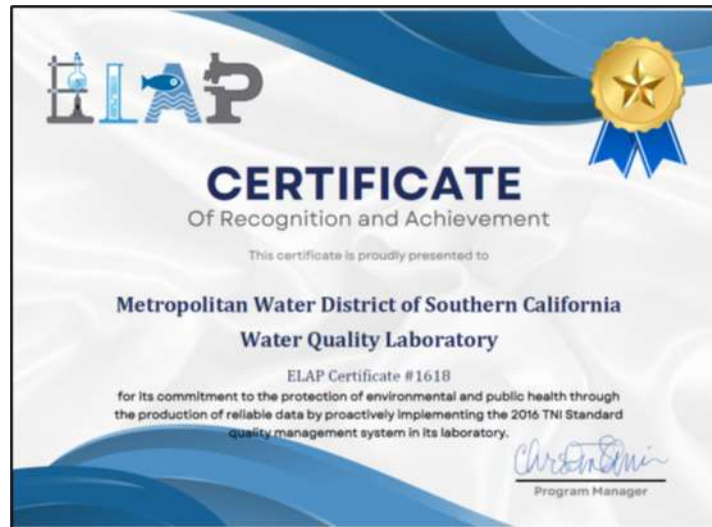 ELAP
CERTIFICATE
Of Recognition and Achievement
This certificate is proudly presented to
Metropolitan Water District of Southern California
Water Quality Laboratory
ELAP Certificate #1618
for its commitment to the protection of environmental and public health through
the production of reliable data by proactively implementing the 2016 TNI Standard
quality management system in its laboratory.
Program Manager